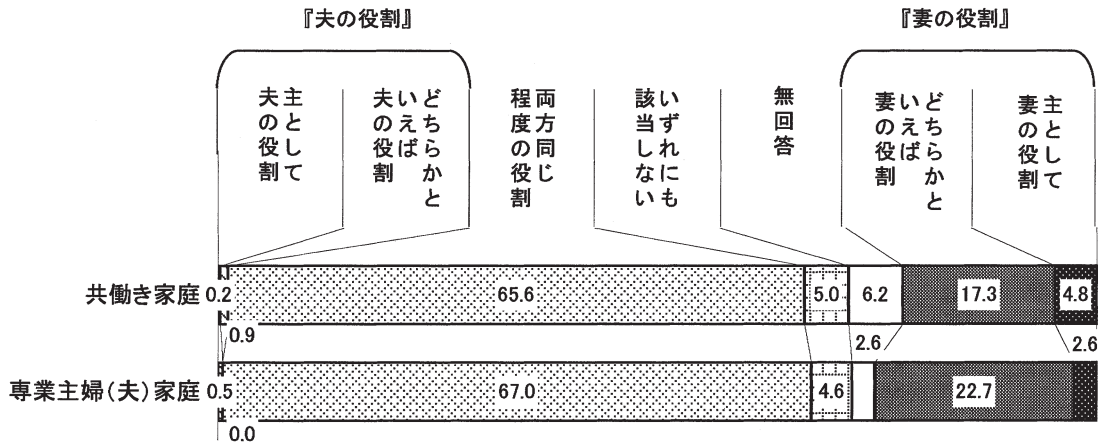 『夫の役割』
『妻の役割』
主として
夫の役割
どちらかと
いえば
夫の役割
両方同じ
程度の役割
いずれにも
該当しない
無回答
どちらかと
いえば
妻の役割
主として
妻の役割
共働き家庭 0.2 65.6 5.0 6.2 17.3 4.8
0.9 2.6 2.6
専業主婦(夫)家庭 0.5 67.0 4.6 22.7
0.0